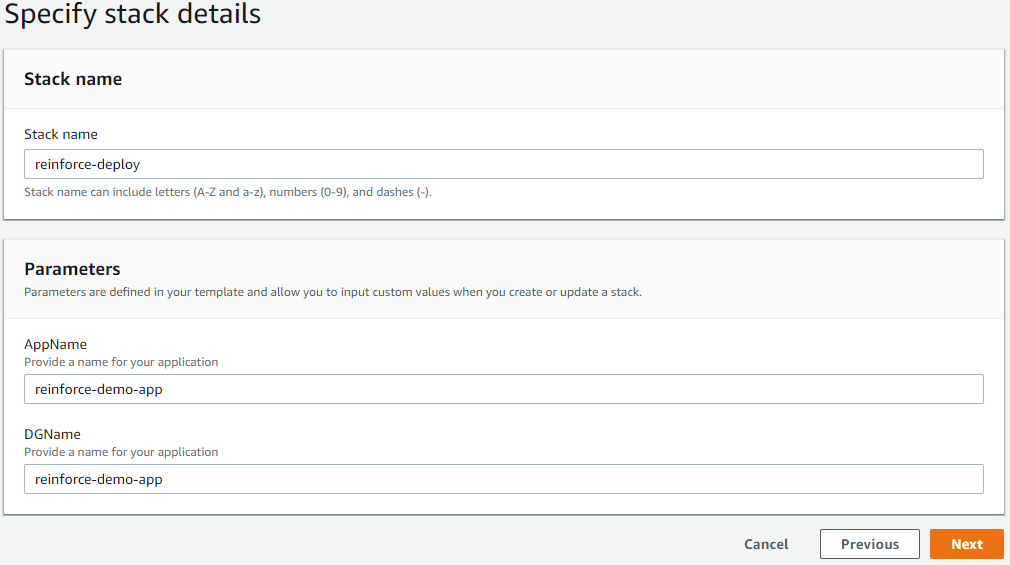 Specify stack details
Stack name
Stack name
reinforce-deploy
Stack name can include letters (A-Z and a-z), numbers (0-9), and dashes (-).
Parameters
Parameters are defined in your template and allow you to input custom values when you create or update a stack.
AppName
Provide a name for your application
reinforce-demo-app
DGName
Provide a name for your application
reinforce-demo-app
Cancel Previous Next